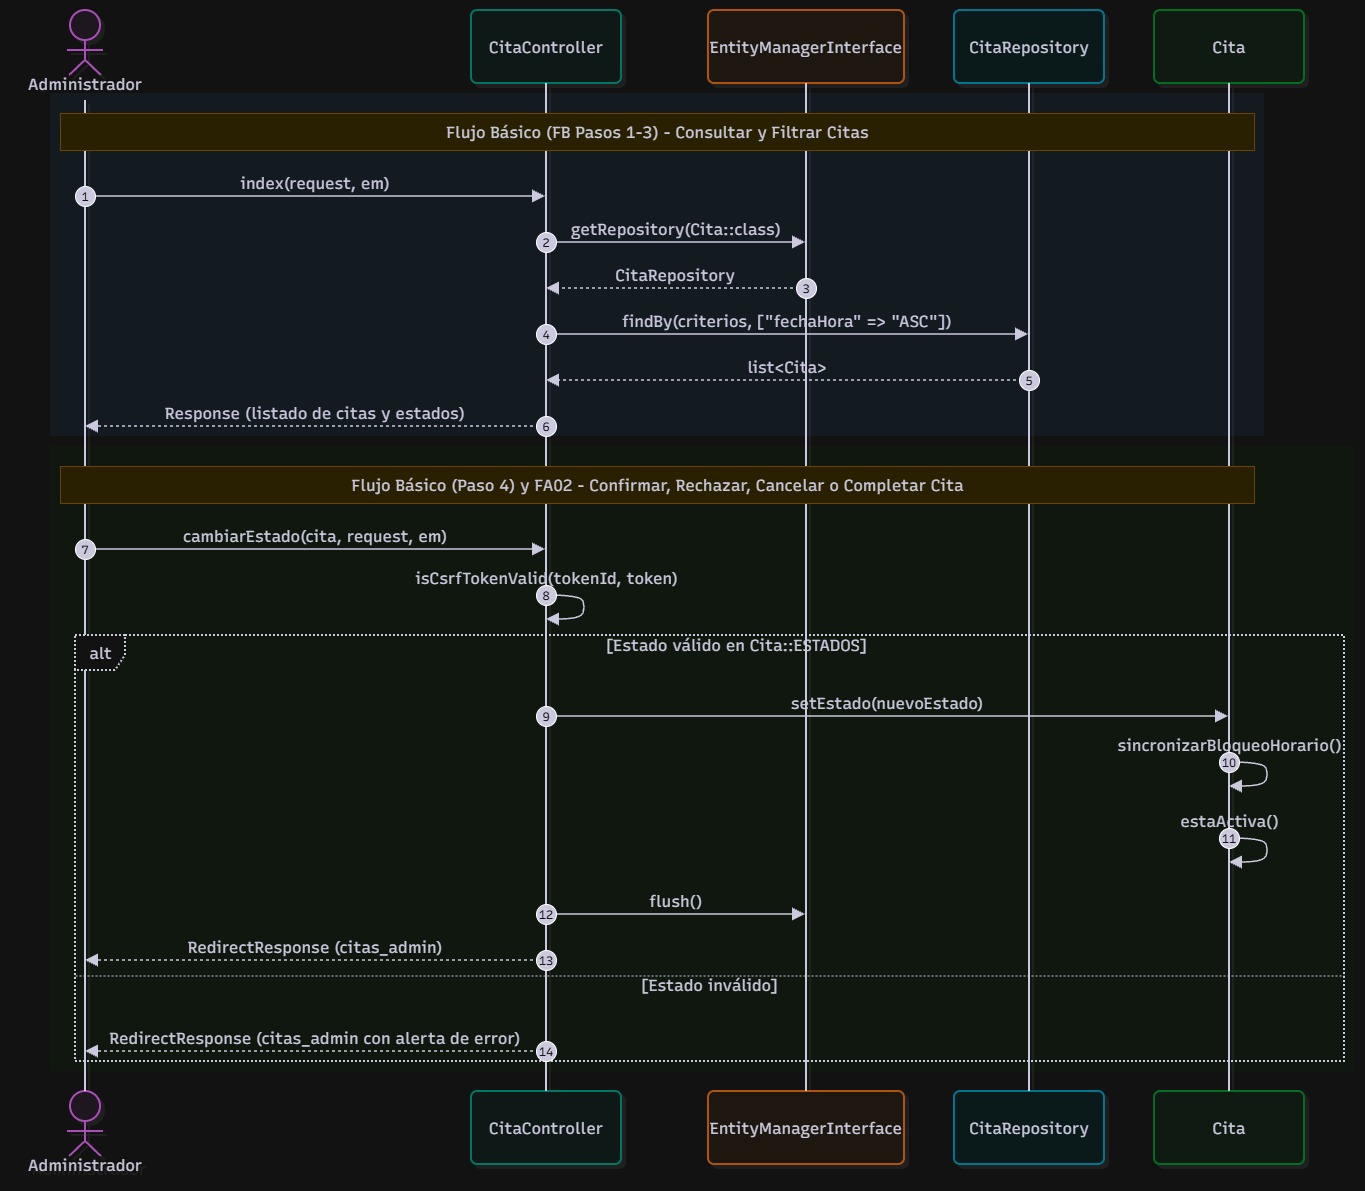 CitaController
EntityManagerInterface
CitaRepository
Cita
Administrador
Flujo Básico (FB Pasos 1-3) - Consultar y Filtrar Citas
index(request, em)
1
getRepository(Cita::class)
2
CitaRepository
3
findBy(criterios, ["fechaHora" => "ASC"])
4
list<Cita>
5
Response (listado de citas y estados)
6
Flujo Básico (Paso 4) y FA02 - Confirmar, Rechazar, Cancelar o Completar Cita
cambiarEstado(cita, request, em)
7
isCsrfTokenValid(tokenId, token)
8
alt
[Estado válido en Cita::ESTADOS]
setEstado(nuevoEstado)
9
sincronizarBloqueoHorario()
10
estaActiva()
11
flush()
12
RedirectResponse (citas_admin)
13
[Estado inválido]
RedirectResponse (citas_admin con alerta de error)
14
CitaController
EntityManagerInterface
CitaRepository
Cita
Administrador